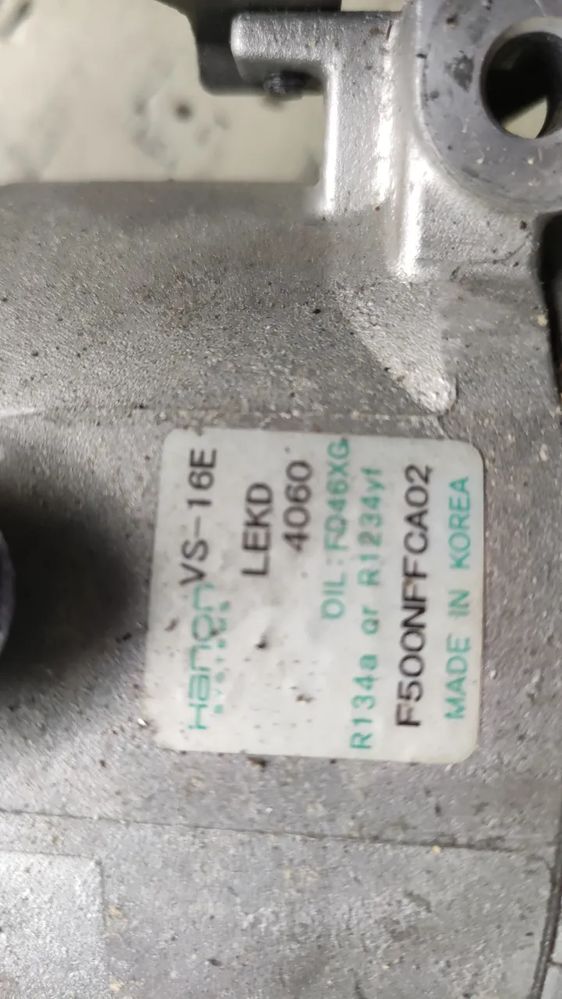 Hanon VS-16E
SYSTEMS
LEKD
4060
OIL : FD46XG
R134a or R1234yf
F500NFFCA02
MADE IN KOREA